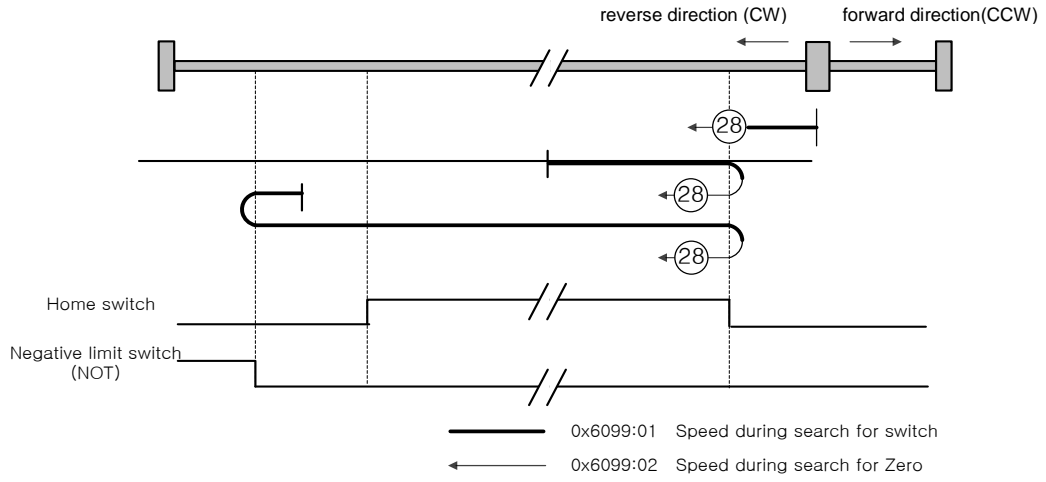 reverse direction (CW) forward direction(CCW)
28
28
28
Home switch
Negative limit switch
(NOT)
0x6099:01 Speed during search for switch
0x6099:02 Speed during search for Zero